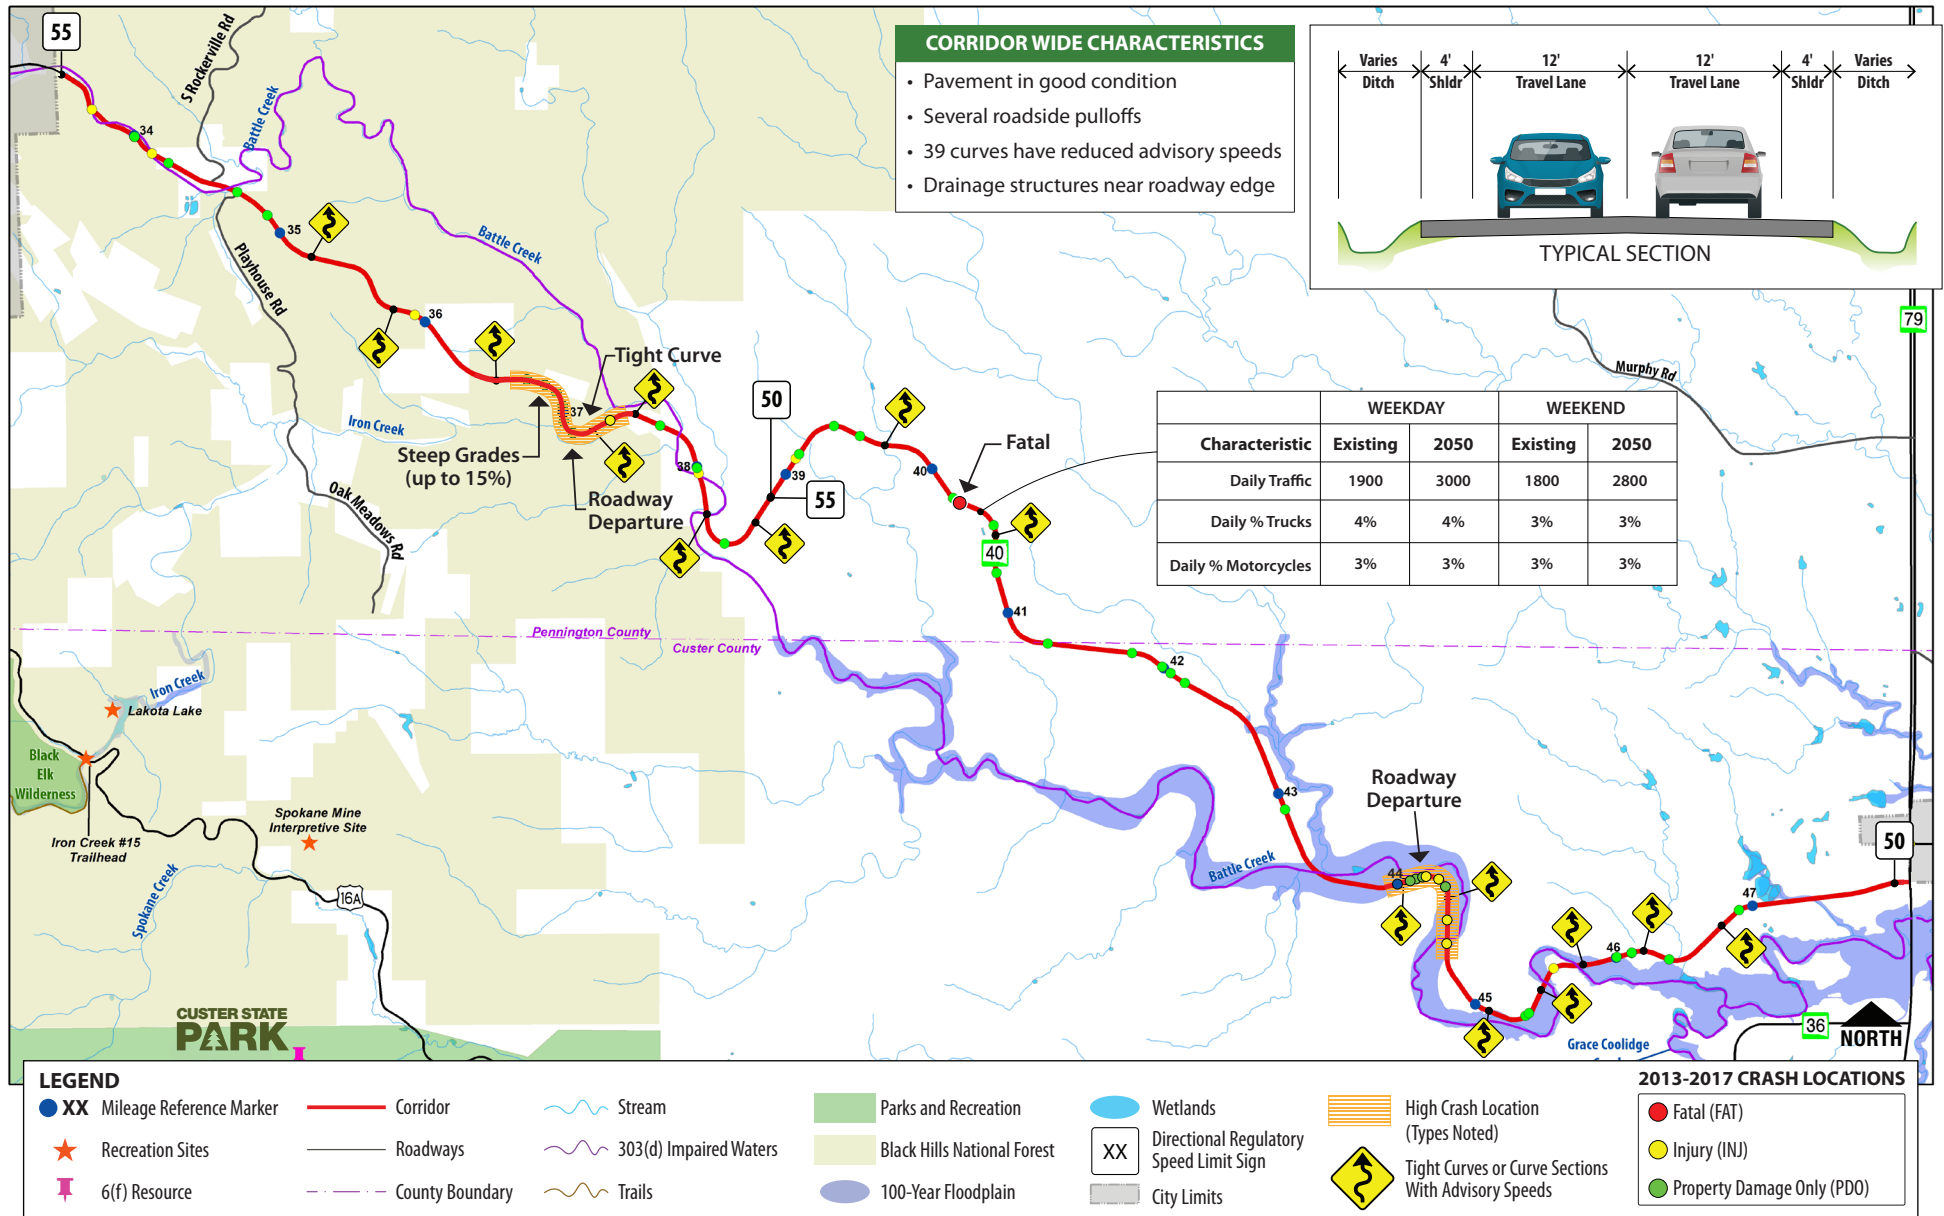 55
S Rockerville Rd
Battle Creek
34
35
Playhouse Rd
Battle Creek
36
Tight Curve
37
Iron Creek
Steep Grades
(up to 15%)
Roadway
Departure
Oak Meadows Rd
38
50
39
55
40
Fatal
40
41
Pennington County
Custer County
42
43
Roadway
Departure
44
Battle Creek
45
46
47
50
79
Murphy Rd
36
NORTH
Grace Coolidge
Iron Creek
Lakota Lake
Black
Elk
Wilderness
Iron Creek #15
Trailhead
Spokane Mine
Interpretive Site
Spokane Creek
16A
CUSTER STATE
PARK
CORRIDOR WIDE CHARACTERISTICS
• Pavement in good condition
• Several roadside pulloffs
• 39 curves have reduced advisory speeds
• Drainage structures near roadway edge
Varies 4' 12' 12' 4' Varies
Ditch Shldr Travel Lane Travel Lane Shldr Ditch
TYPICAL SECTION
WEEKDAY WEEKEND
Characteristic Existing 2050 Existing 2050
Daily Traffic 1900 3000 1800 2800
Daily % Trucks 4% 4% 3% 3%
Daily % Motorcycles 3% 3% 3% 3%
LEGEND
XX Mileage Reference Marker
Recreation Sites
6(f) Resource
Corridor
Roadways
County Boundary
Stream
303(d) Impaired Waters
Trails
Parks and Recreation
Black Hills National Forest
100-Year Floodplain
Wetlands
XX
Directional Regulatory
Speed Limit Sign
City Limits
High Crash Location
(Types Noted)
Tight Curves or Curve Sections
With Advisory Speeds
2013-2017 CRASH LOCATIONS
Fatal (FAT)
Injury (INJ)
Property Damage Only (PDO)